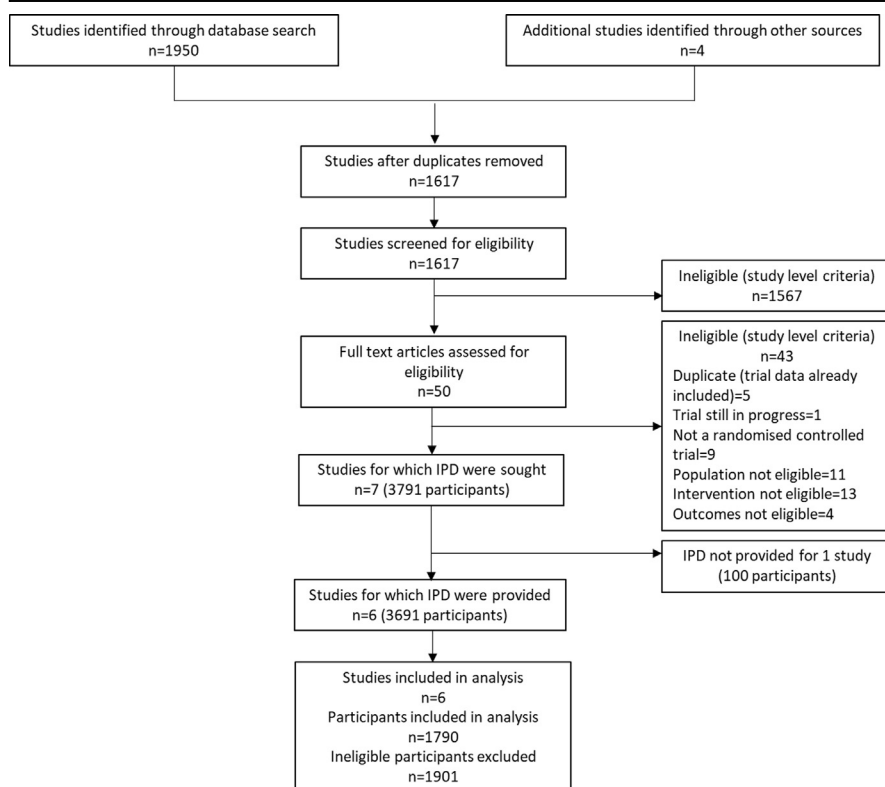 Studies identified through database search
n=1950
Additional studies identified through other sources
n=4
Studies after duplicates removed
n=1617
Studies screened for eligibility
n=1617
Ineligible (study level criteria)
n=1567
Full text articles assessed for
eligibility
n=50
Ineligible (study level criteria)
n=43
Duplicate (trial data already
included)=5
Trial still in progress=1
Not a randomised controlled
trial=9
Population not eligible=11
Intervention not eligible=13
Outcomes not eligible=4
Studies for which IPD were sought
n=7 (3791 participants)
IPD not provided for 1 study
(100 participants)
Studies for which IPD were provided
n=6 (3691 participants)
Studies included in analysis
n=6
Participants included in analysis
n=1790
Ineligible participants excluded
n=1901